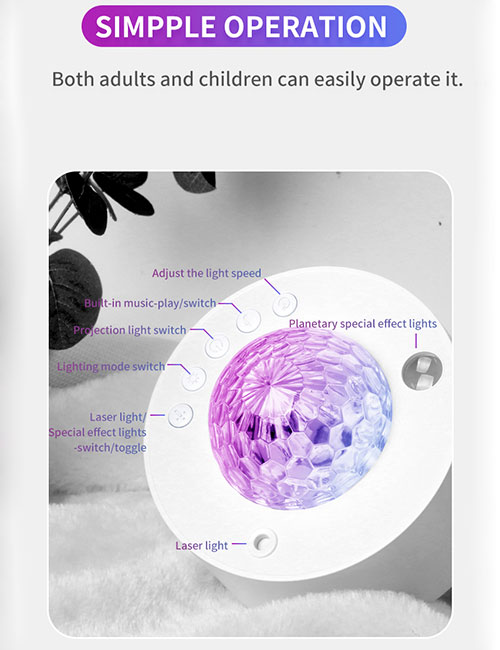 SIMPPLE OPERATION
Both adults and children can easily operate it.
Adjust the light speed
Built-in music-play/switch
Planetary special effect lights
Projection light switch
Lighting mode switch
Laser light/
Special effect lights
-switch/toggle
Laser light